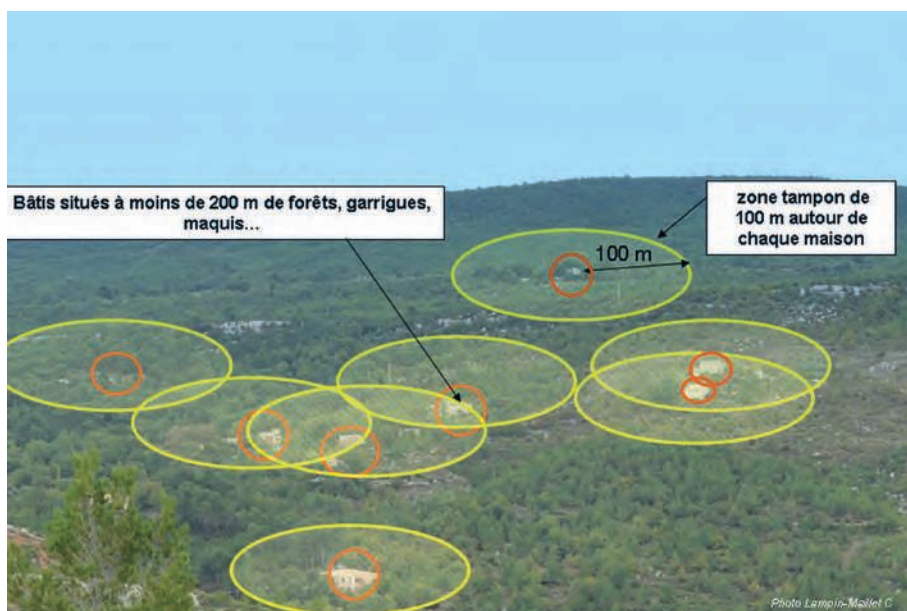 Bâtis situés à moins de 200 m de forêts, garrigues,
maquis...
zone tampon de
100 m autour de
chaque maison
100 m
Photo Lampin-Maillet C